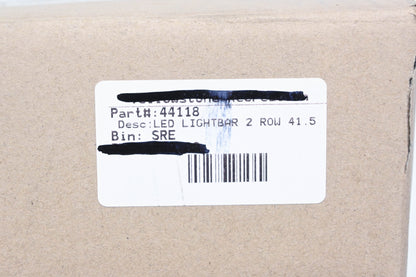 Part#:44118
Desc:LED LIGHTBAR 2 ROW 41.5
Bin: SRE